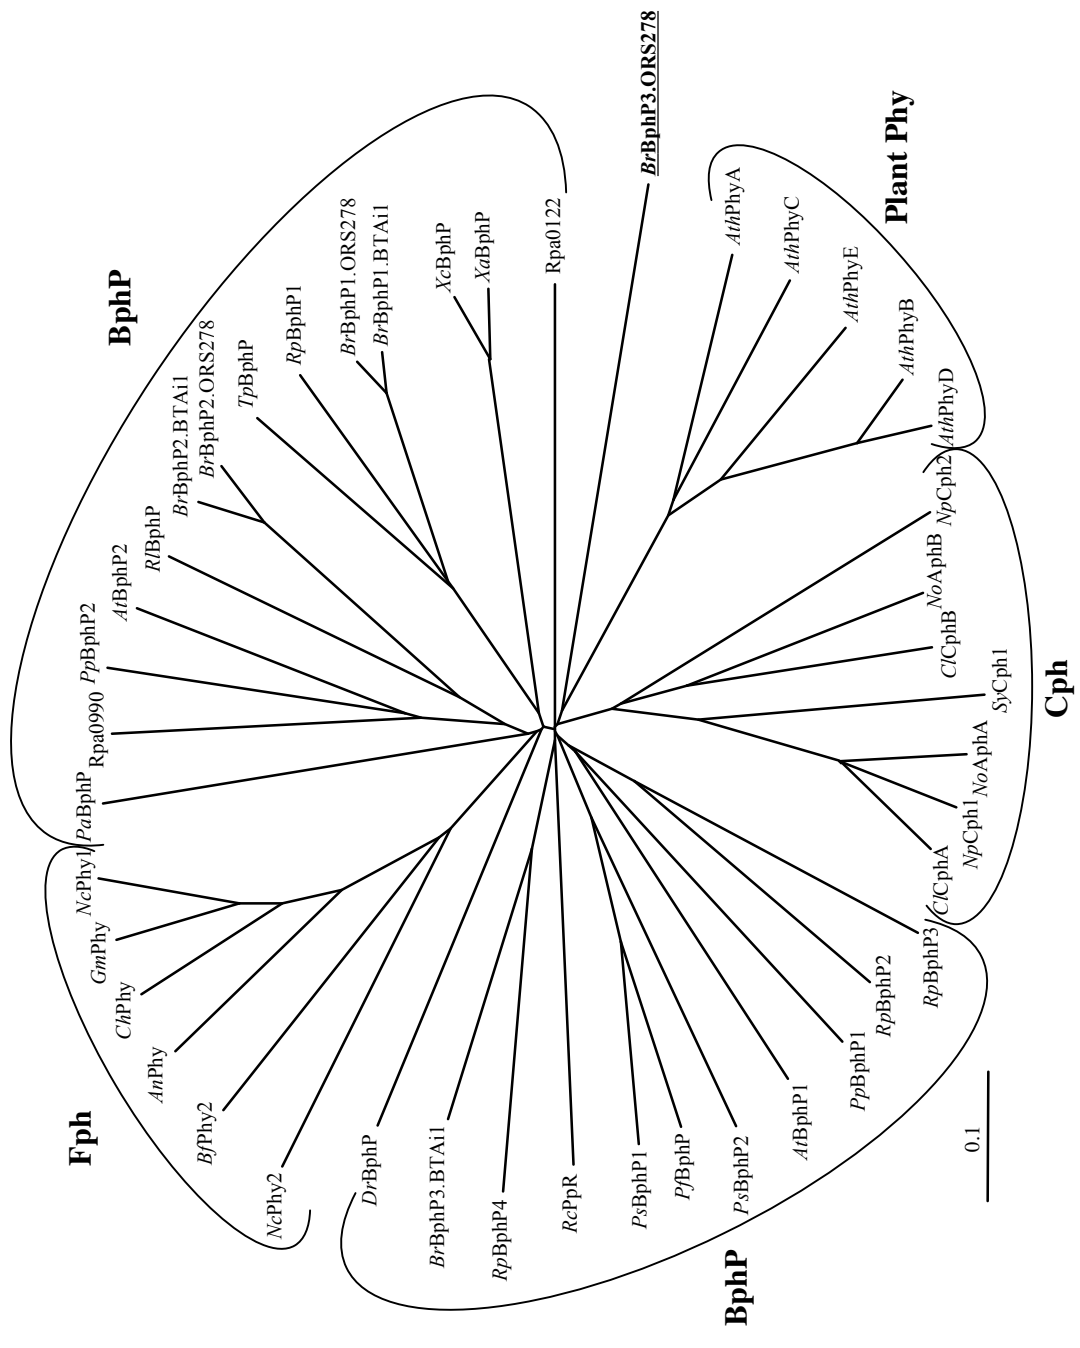 BrBphP3.ORS278
Plant Phy
AthPhyA
AthPhyC
AthPhyE
AthPhyB
AthPhyD
NpCph2
NoAphB
ClCphB
SyCph1
NoAphA
NpCph1
ClCphA
Cph
RpBphP3
RpBphP2
PpBphP1
AtBphP1
PsBphP2
PfBphP
PsBphP1
RcPpR
RpBphP4
BrBphP3.BTAi1
DrBphP
BphP
0.1
NcPhy2
BfPhy2
AnPhy
ChPhy
GmPhy
NcPhy1
Fph
PaBphP
Rpa0990
PpBphP2
AtBphP2
RlBphP
BrBphP2.BTAi1
BrBphP2.ORS278
TpBphP
RpBphP1
BrBphP1.ORS278
BrBphP1.BTAi1
XcBphP
XaBphP
Rpa0122
BphP